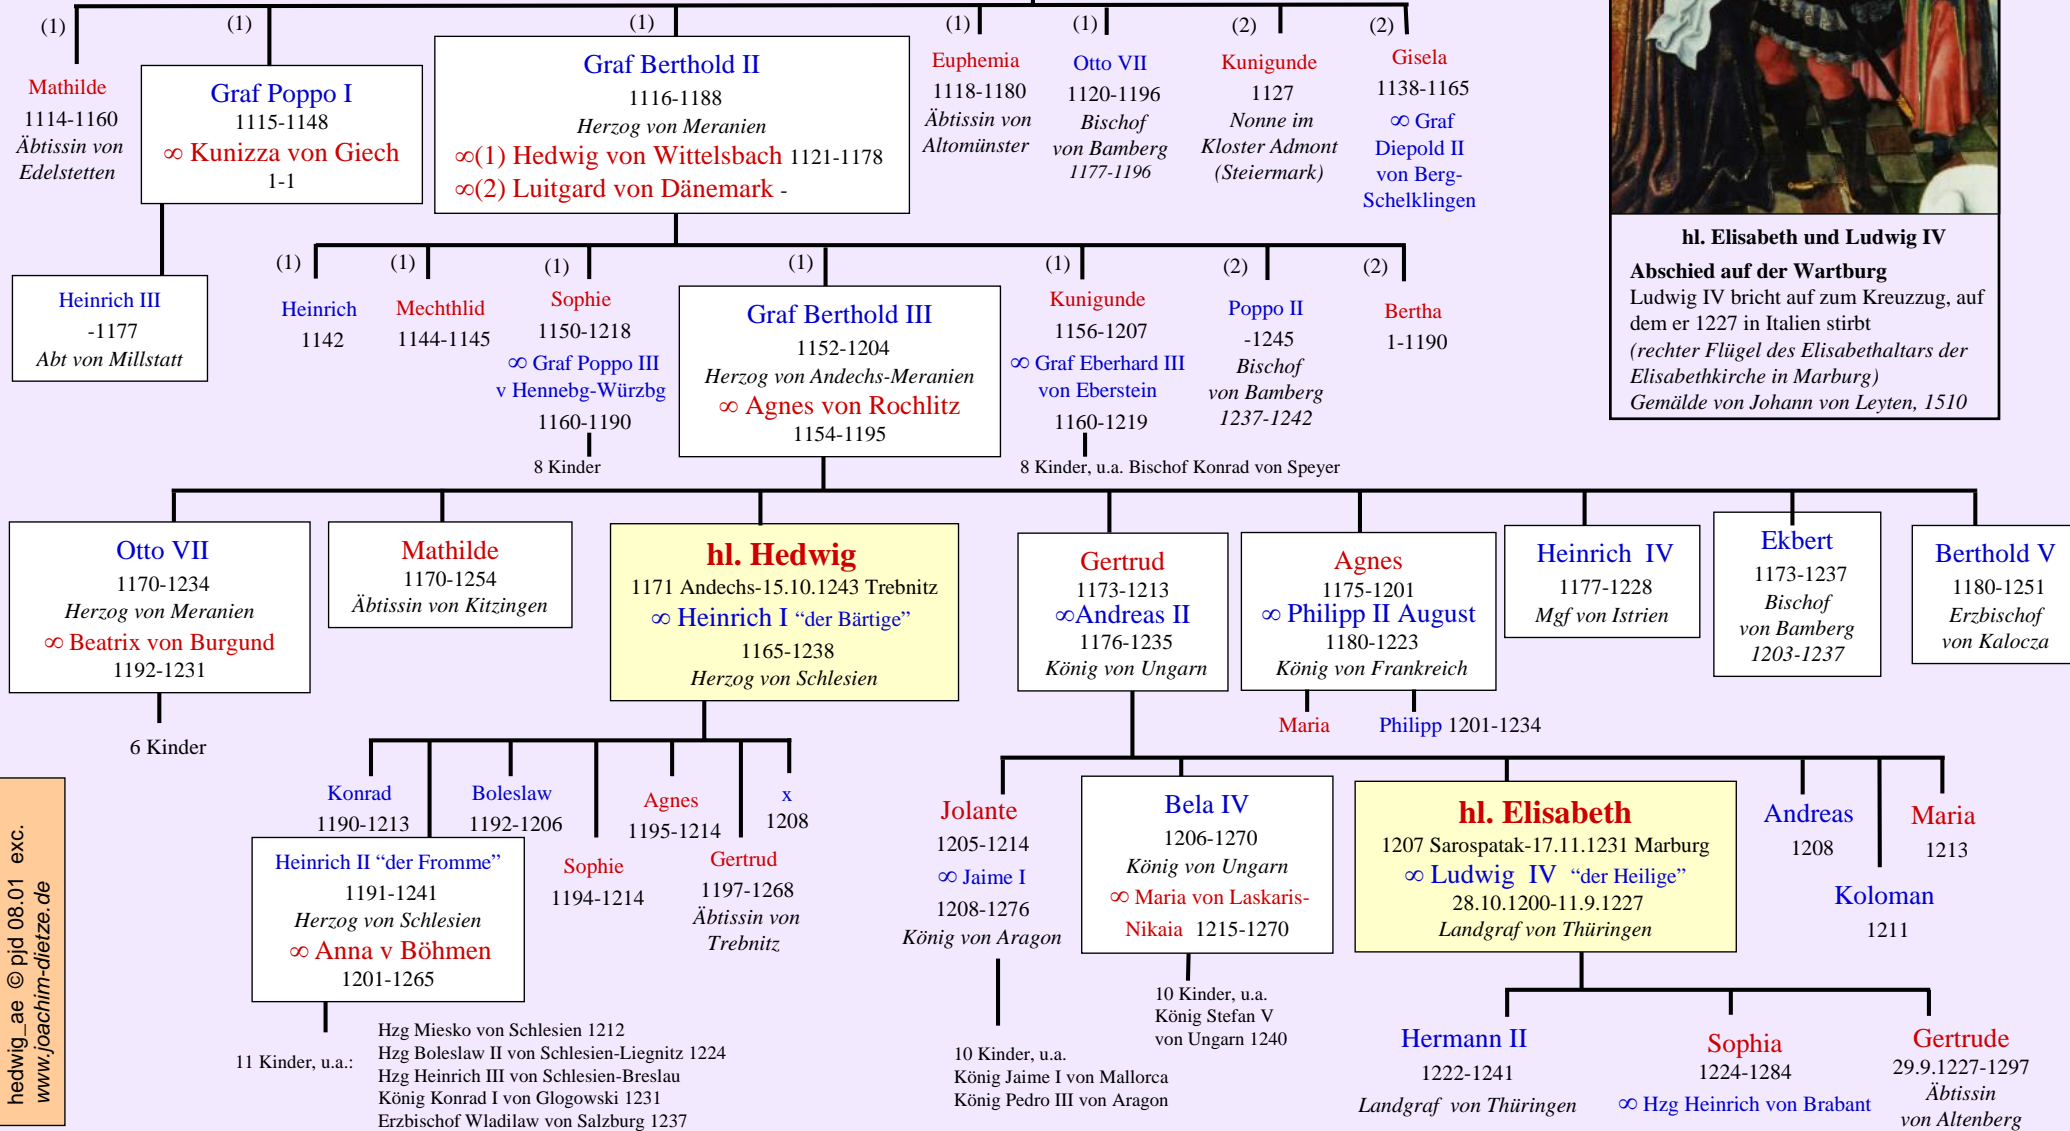 (1)
(1)
(1)
(1)
(1)
(2)
(2)
Mathilde
1114-1160
Äbtissin von
Edelstetten
Graf Poppo I
1115-1148
∞ Kunizza von Giech
1-1
Graf Berthold II
1116-1188
Herzog von Meranien
∞(1) Hedwig von Wittelsbach 1121-1178
∞(2) Luitgard von Dänemark -
Euphemia
1118-1180
Äbtissin von
Altomünster
Otto VII
1120-1196
Bischof
von Bamberg
1177-1196
Kunigunde
1127
Nonne im
Kloster Admont
(Steiermark)
Gisela
1138-1165
∞ Graf
Diepold II
von Berg-
Schelklingen
hl. Elisabeth und Ludwig IV
Abschied auf der Wartburg
Ludwig IV bricht auf zum Kreuzzug, auf
dem er 1227 in Italien stirbt
(rechter Flügel des Elisabethaltars der
Elisabethkirche in Marburg)
Gemälde von Johann von Leyten, 1510
Heinrich III
-1177
Abt von Millstatt
(1)
(1)
(1)
(1)
(1)
(2)
(2)
Heinrich
1142
Mechthlid
1144-1145
Sophie
1150-1218
∞ Graf Poppo III
v Hennebg-Würzbg
1160-1190
8 Kinder
Graf Berthold III
1152-1204
Herzog von Andechs-Meranien
∞ Agnes von Rochlitz
1154-1195
Kunigunde
1156-1207
∞ Graf Eberhard III
von Eberstein
1160-1219
8 Kinder, u.a. Bischof Konrad von Speyer
Poppo II
-1245
Bischof
von Bamberg
1237-1242
Bertha
1-1190
Otto VII
1170-1234
Herzog von Meranien
∞ Beatrix von Burgund
1192-1231
6 Kinder
Mathilde
1170-1254
Äbtissin von Kitzingen
hl. Hedwig
1171 Andechs-15.10.1243 Trebnitz
∞ Heinrich I “der Bärtige”
1165-1238
Herzog von Schlesien
Gertrud
1173-1213
∞Andreas II
1176-1235
König von Ungarn
Agnes
1175-1201
∞ Philipp II August
1180-1223
König von Frankreich
Maria
Philipp 1201-1234
Heinrich IV
1177-1228
Mgf von Istrien
Ekbert
1173-1237
Bischof
von Bamberg
1203-1237
Berthold V
1180-1251
Erzbischof
von Kalocza
Konrad
1190-1213
Heinrich II “der Fromme”
1191-1241
Herzog von Schlesien
∞ Anna v Böhmen
1201-1265
Boleslaw
1192-1206
Sophie
1194-1214
Agnes
1195-1214
Gertrud
1197-1268
Äbtissin von
Trebnitz
x
1208
11 Kinder, u.a.:
Hzg Miesko von Schlesien 1212
Hzg Boleslaw II von Schlesien-Liegnitz 1224
Hzg Heinrich III von Schlesien-Breslau
König Konrad I von Glogowski 1231
Erzbischof Wladilaw von Salzburg 1237
Jolante
1205-1214
∞ Jaime I
1208-1276
König von Aragon
10 Kinder, u.a.
König Jaime I von Mallorca
König Pedro III von Aragon
Bela IV
1206-1270
König von Ungarn
∞ Maria von Laskaris-
Nikaia 1215-1270
10 Kinder, u.a.
König Stefan V
von Ungarn 1240
hl. Elisabeth
1207 Sarospatak-17.11.1231 Marburg
∞ Ludwig IV “der Heilige”
28.10.1200-11.9.1227
Landgraf von Thüringen
Andreas
1208
Koloman
1211
Maria
1213
Hermann II
1222-1241
Landgraf von Thüringen
Sophia
1224-1284
∞ Hzg Heinrich von Brabant
Gertrude
29.9.1227-1297
Äbtissin
von Altenberg
hedwig_ae © pjd 08.01 exc.
www.joachim-dietze.de